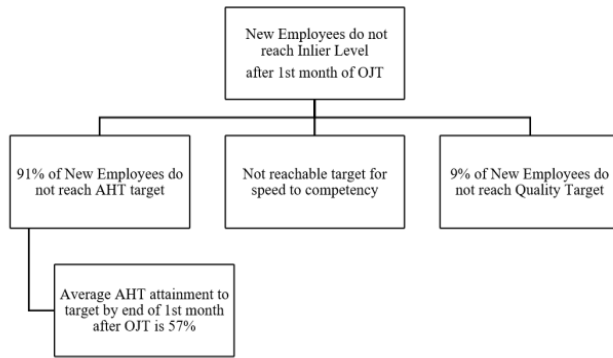 New Employees do not
reach Inlier Level
after 1st month of OJT
91% of New Employees do
not reach AHT target
Not reachable target for
speed to competency
9% of New Employees do
not reach Quality Target
Average AHT attainment to
target by end of 1st month
after OJT is 57%